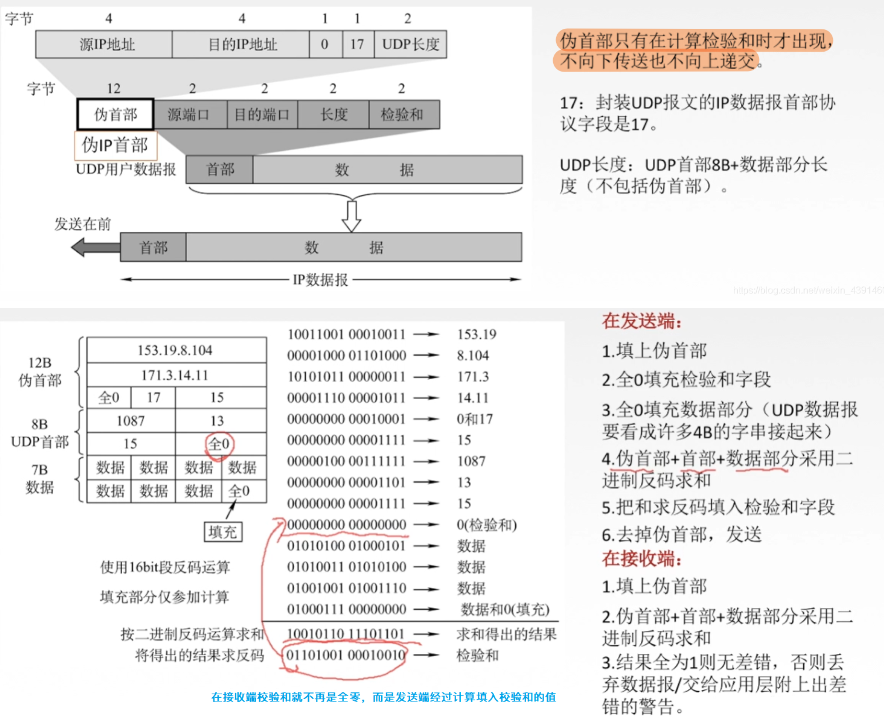 字节 4 4 1 1 2
源IP地址 目的IP地址 0 17 UDP长度
字节 12 2 2 2 2
伪首部 源端口 目的端口 长度 检验和
伪IP首部
UDP用户数据报 首部 数 据
发送在前
首部 数 据
IP数据报
伪首部只有在计算检验和时才出现，
不向下传送也不向上递交。
17：封装UDP报文的IP数据报首部协
议字段是17。
UDP长度：UDP首部8B+数据部分长
度（不包括伪首部）。
12B
伪首部
153.19.8.104
171.3.14.11
全0 17 15
8B
UDP首部
1087 13
15 全0
7B
数据
数据 数据 数据 数据
数据 数据 数据 全0
填充
使用16bit段反码运算
填充部分仅参加计算
10011001 00010011 153.19
00001000 01101000 8.104
10101011 00000011 171.3
00001110 00001011 14.11
00000000 00010001 0和17
00000000 00001111 15
00000100 00111111 1087
00000000 00001101 13
00000000 00001111 15
00000000 00000000 0(检验和)
01010100 01000101 数据
01010011 01010100 数据
01001001 01001110 数据
01000111 00000000 数据和0(填充)
按二进制反码运算求和 10010110 11101101 求和得出的结果
将得出的结果求反码 01101001 00010010 检验和
在接收端校验和就不再是全零，而是发送端经过计算填入校验和的值
在发送端：
1.填上伪首部
2.全0填充检验和字段
3.全0填充数据部分（UDP数据报
要看成许多4B的字串接起来）
4.伪首部+首部+数据部分采用二
进制反码求和
5.把和求反码填入检验和字段
6.去掉伪首部，发送
在接收端：
1.填上伪首部
2.伪首部+首部+数据部分采用二
进制反码求和
3.结果全为1则无差错，否则丢
弃数据报/交给应用层附上出差
错的警告。